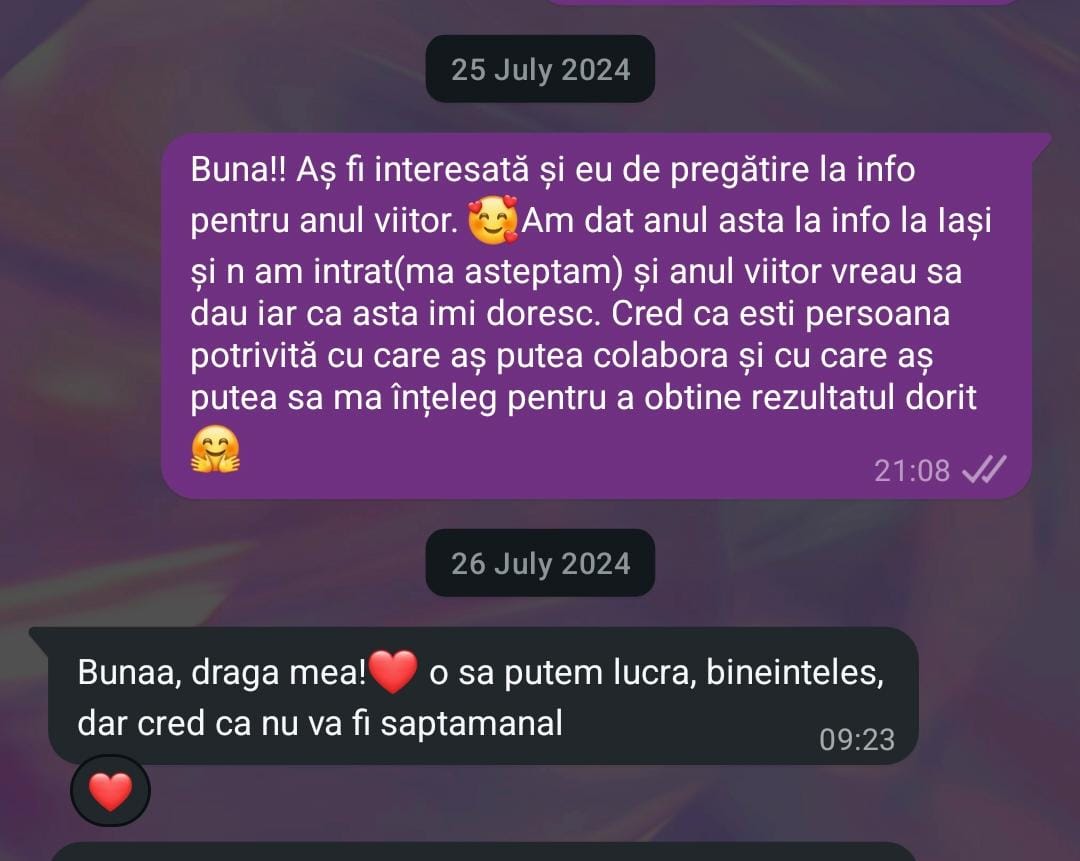 25 July 2024
Buna!! Aș fi interesată și eu de pregătire la info
pentru anul viitor. 🥰Am dat anul asta la info la Iași
și n am intrat(ma asteptam) și anul viitor vreau sa
dau iar ca asta imi doresc. Cred ca esti persoana
potrivită cu care aș putea colabora și cu care aș
putea sa ma înțeleg pentru a obtine rezultatul dorit
🤗
21:08
26 July 2024
Bunaa, draga mea!❤️ o sa putem lucra, bineinteles,
dar cred ca nu va fi saptamanal
09:23
❤️